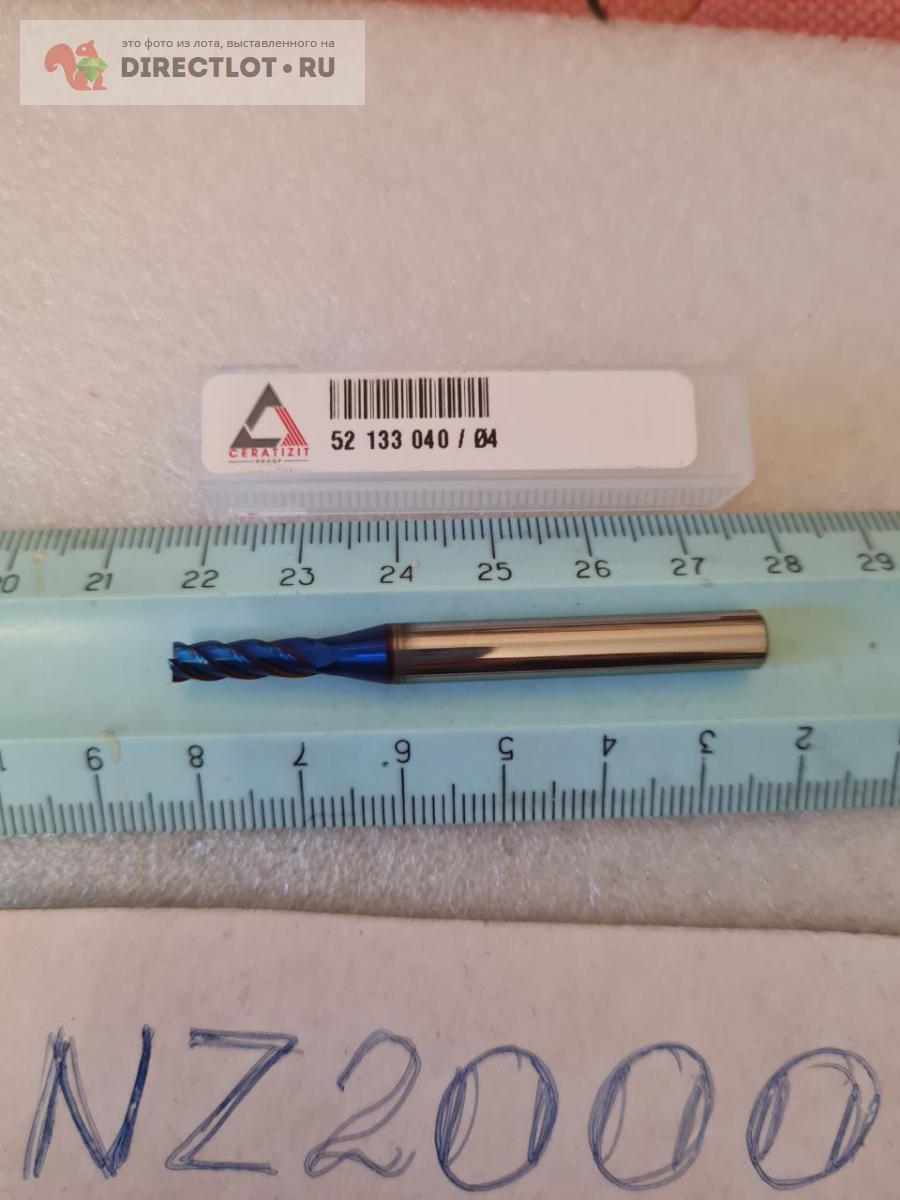 это фото из лота, выставленного на
DIRECTLOT•RU
52 133 040 / Ø4
CERATIZIT
GROUP
20 21 22 23 24 25 26 27 28 29
9 8 7 6 5 4 3 2
NZ2000